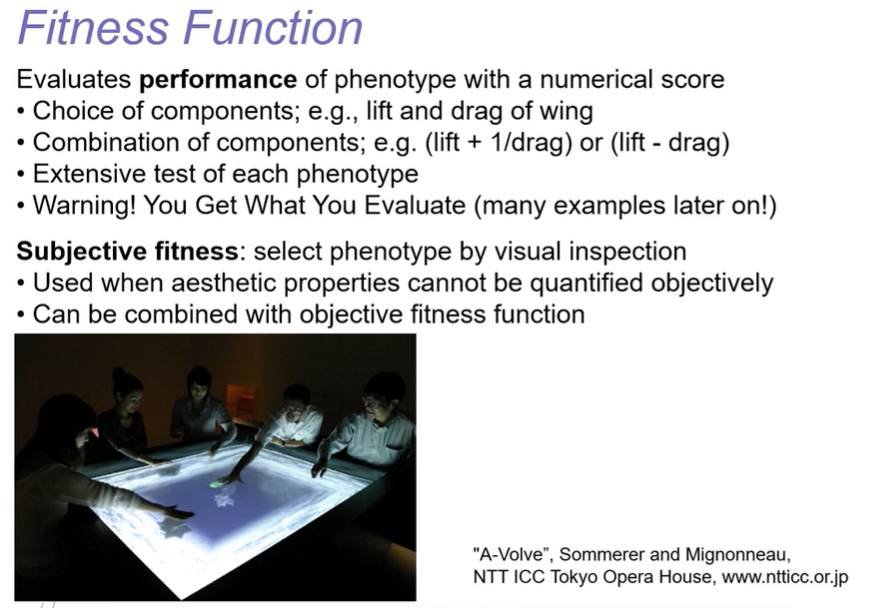 Fitness Function
Evaluates performance of phenotype with a numerical score
• Choice of components; e.g., lift and drag of wing
• Combination of components; e.g. (lift + 1/drag) or (lift - drag)
• Extensive test of each phenotype
• Warning! You Get What You Evaluate (many examples later on!)
Subjective fitness: select phenotype by visual inspection
• Used when aesthetic properties cannot be quantified objectively
• Can be combined with objective fitness function
"A-Volve”, Sommerer and Mignonneau,
NTT ICC Tokyo Opera House, www.ntticc.or.jp